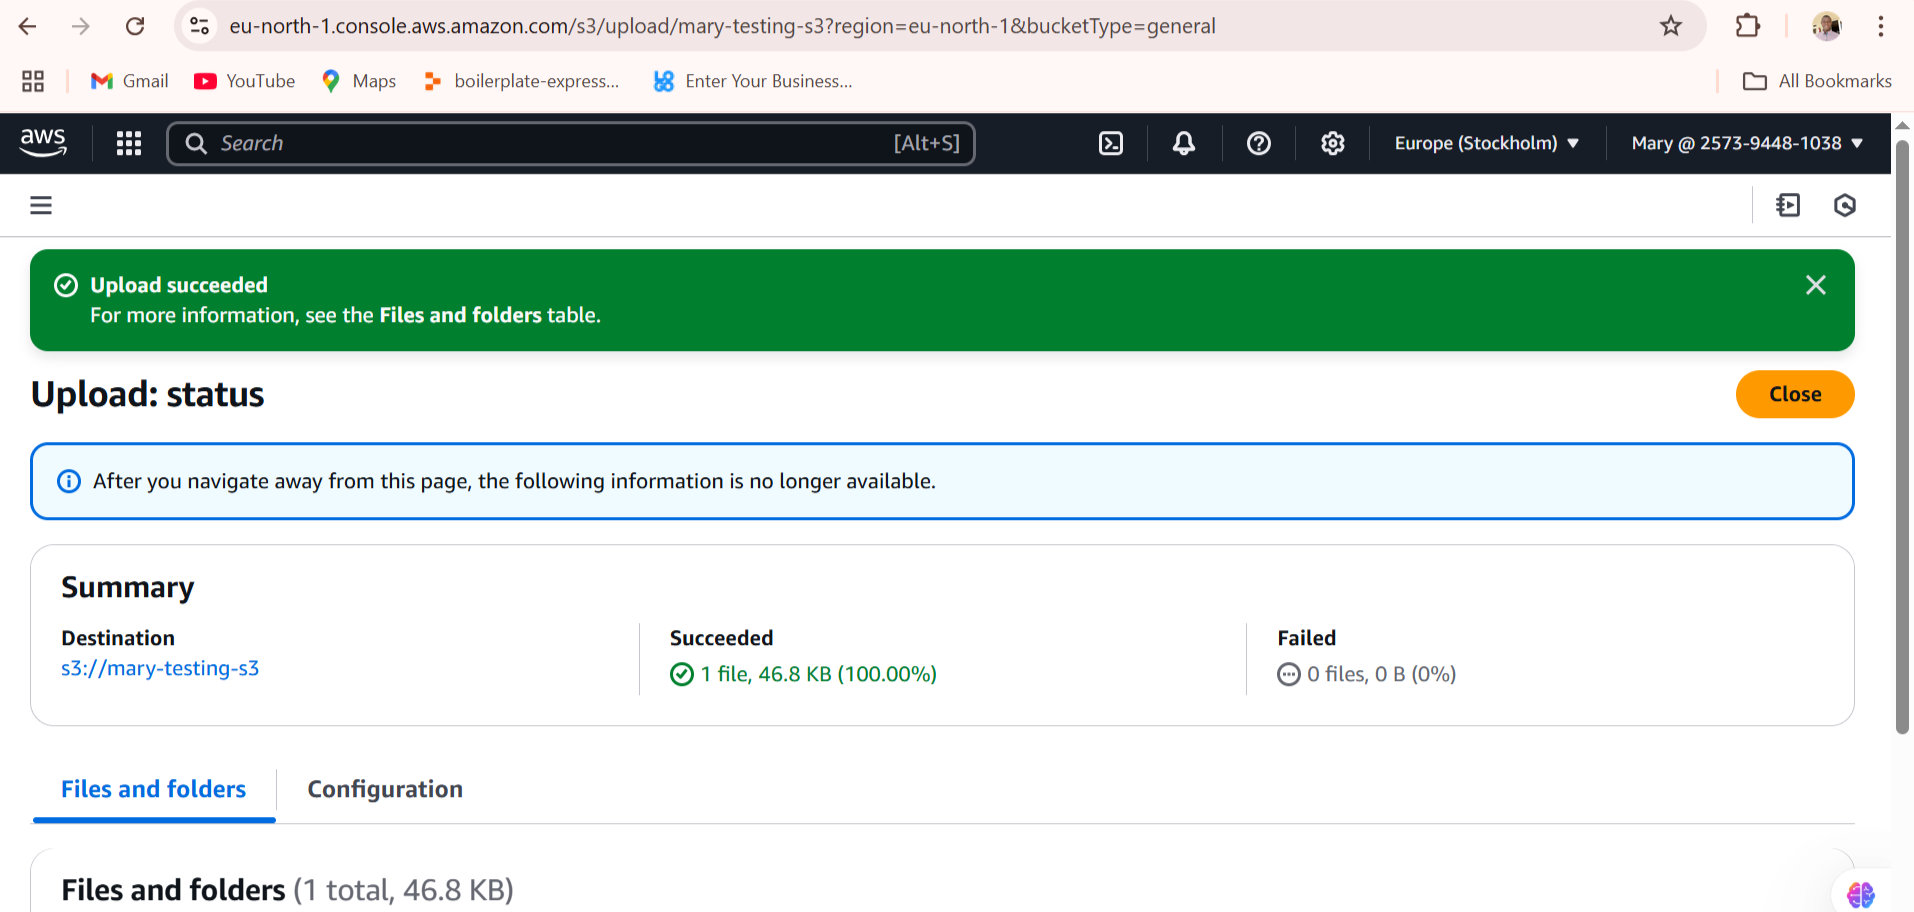 eu-north-1.console.aws.amazon.com/s3/upload/mary-testing-s3?region=eu-north-1&bucketType=general
Gmail YouTube Maps boilerplate-express... Enter Your Business... All Bookmarks
aws Search [Alt+S] Europe (Stockholm) Mary @ 2573-9448-1038
Upload succeeded
For more information, see the Files and folders table.
Upload: status Close
After you navigate away from this page, the following information is no longer available.
Summary
Destination Succeeded Failed
s3://mary-testing-s3 1 file, 46.8 KB (100.00%) 0 files, 0 B (0%)
Files and folders Configuration
Files and folders (1 total, 46.8 KB)